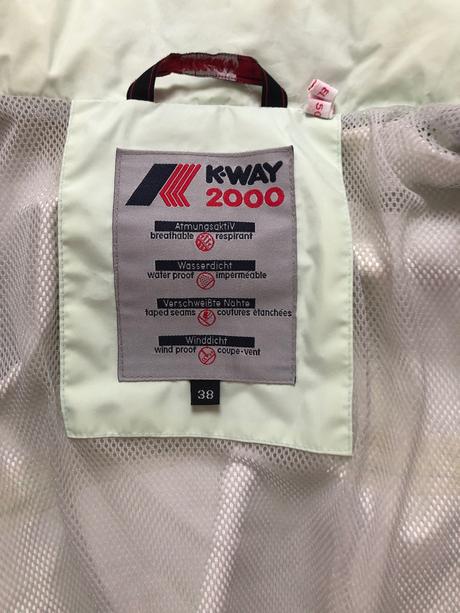 K-WAY
2000
AtmungsaktiV
breathable respirant
Wasserdicht
water proof imperméable
Verschweißte Nähte
taped seams coutures étanchées
Winddicht
wind proof coupe-vent
38